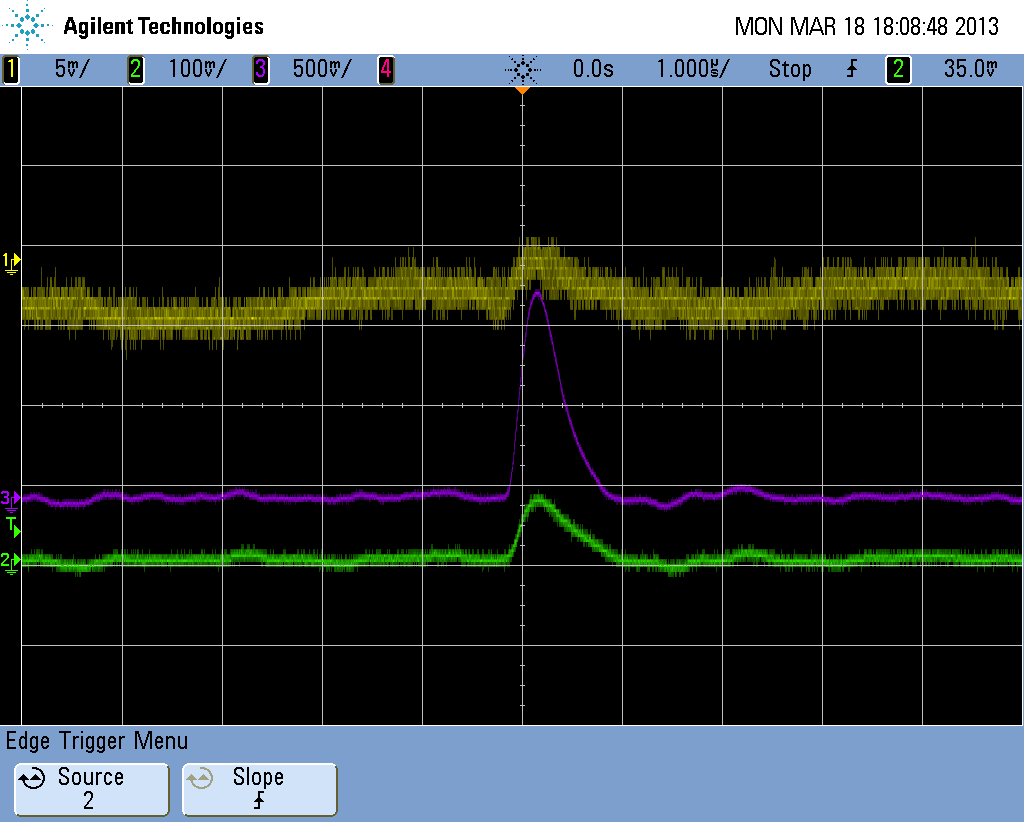 Agilent Technologies
MON MAR 18 18:08:48 2013
1 5mV/ 2 100mV/ 3 500mV/ 4 0.0s 1.000µs/ Stop 2 35.0mV
1
3
T
2
Edge Trigger Menu
Source
2
Slope